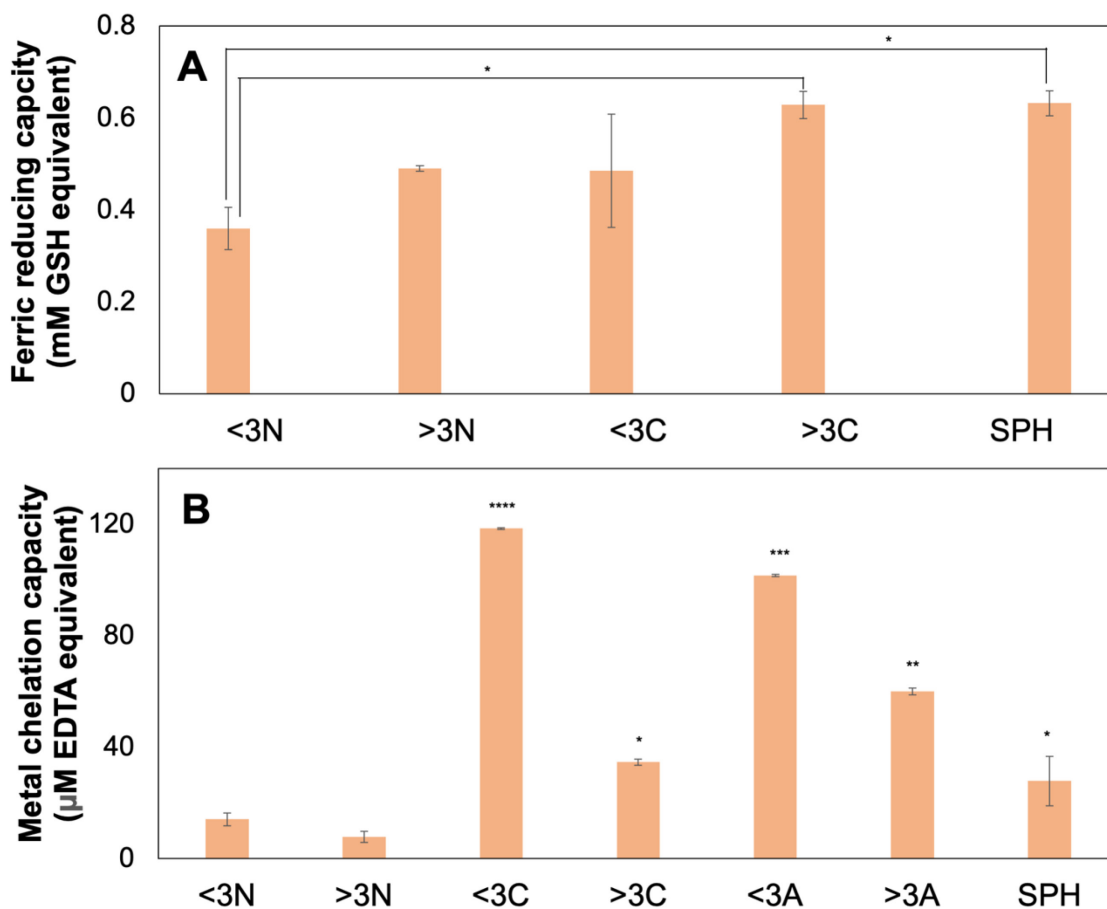 A
Ferric reducing capcity
(mM GSH equivalent)
0.8
0.6
0.4
0.2
0
*
*
<3N >3N <3C >3C SPH
B
Metal chelation capacity
(µM EDTA equivalent)
120
80
40
0
****
***
**
*
*
<3N >3N <3C >3C <3A >3A SPH